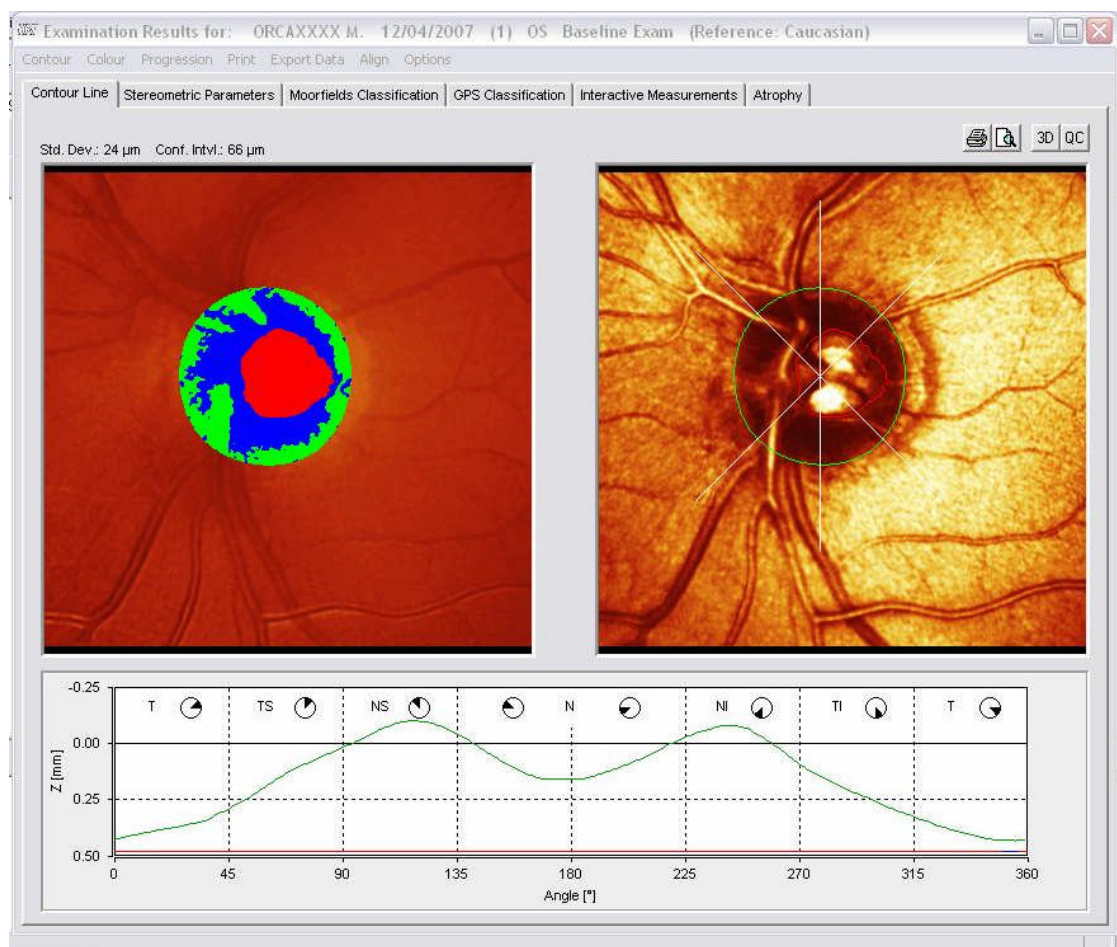 Examination Results for: ORCAXXXX M. 12/04/2007 (1) OS Baseline Exam (Reference: Caucasian)
Contour Colour Progression Print Export Data Align Options
Contour Line Stereometric Parameters Moorfields Classification GPS Classification Interactive Measurements Atrophy
3D QC
Std. Dev.: 24 µm Conf. Intvl.: 66 µm
-0.25
T TS NS N NI TI T
0.00
Z [mm]
0.25
0.50
0 45 90 135 180 225 270 315 360
Angle [°]